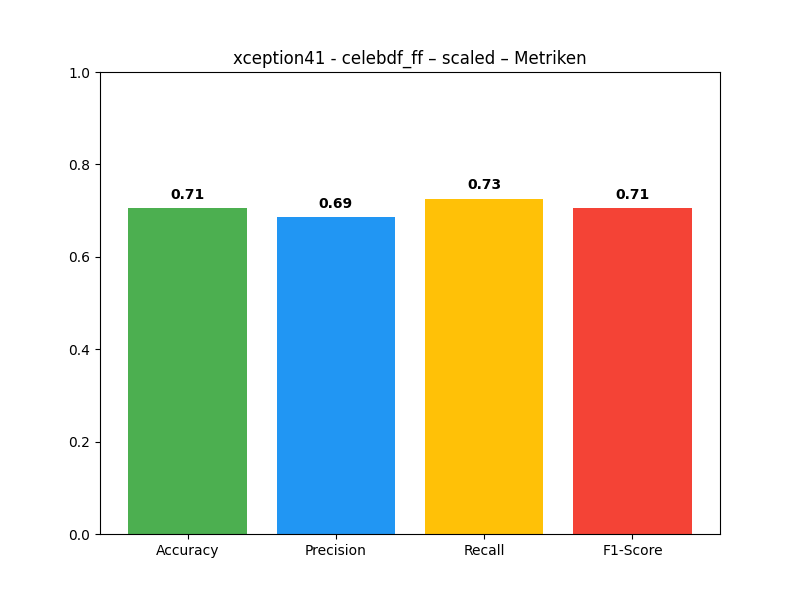 xception41 - celebdf_ff – scaled – Metriken
1.0
0.8
0.6
0.4
0.2
0.0
0.71
0.69
0.73
0.71
Accuracy
Precision
Recall
F1-Score